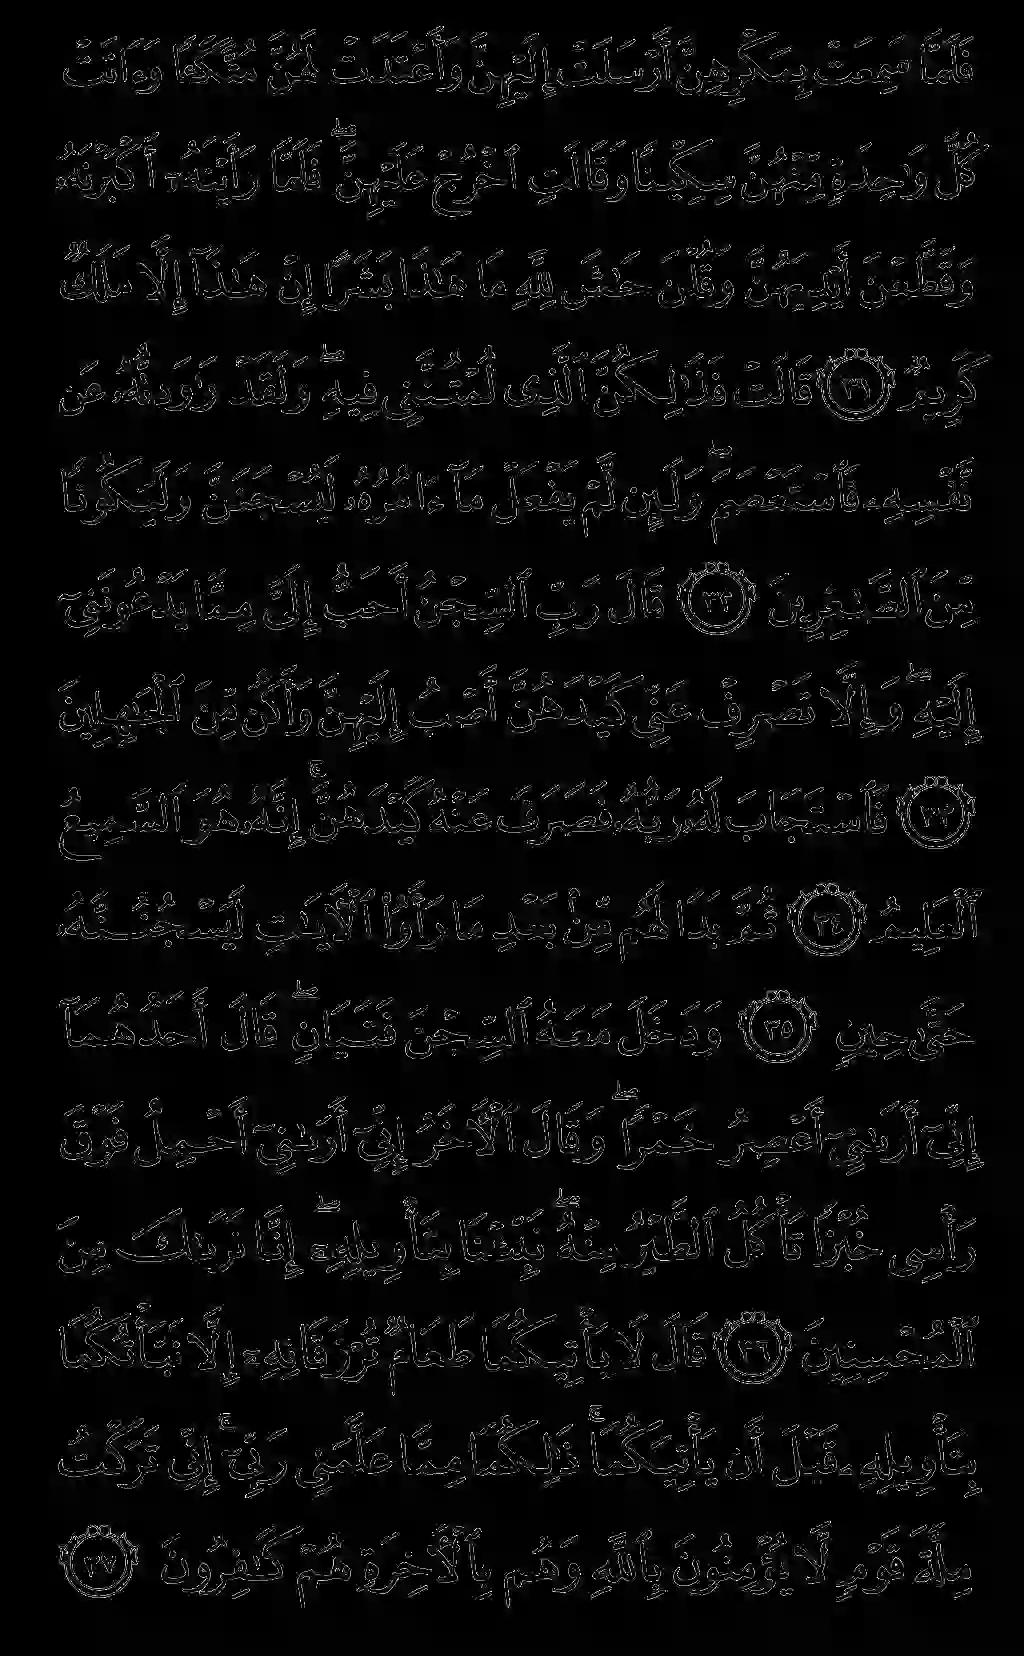 فَلَمَّا سَمِعَتْ بِمَكْرِهِنَّ أَرْسَلَتْ إِلَيْهِنَّ وَأَعْتَدَتْ لَهُنَّ مُتَّكَـًٔا وَءَاتَتْ
كُلَّ وَٰحِدَةٍ مِّنْهُنَّ سِكِّينًا وَقَالَتِ ٱخْرُجْ عَلَيْهِنَّ ۖ فَلَمَّا رَأَيْنَهُۥٓ أَكْبَرْنَهُۥ
وَقَطَّعْنَ أَيْدِيَهُنَّ وَقُلْنَ حَـٰشَ لِلَّهِ مَا هَـٰذَا بَشَرًا إِنْ هَـٰذَآ إِلَّا مَلَكٌ
كَرِيمٌ ٣١ قَالَتْ فَذَٰلِكُنَّ ٱلَّذِى لُمْتُنَّنِى فِيهِ ۖ وَلَقَدْ رَٰوَدتُّهُۥ عَن
نَّفْسِهِۦ فَٱسْتَعْصَمَ ۖ وَلَئِن لَّمْ يَفْعَلْ مَآ ءَامُرُهُۥ لَيُسْجَنَنَّ وَلَيَكُونًا
مِّنَ ٱلصَّـٰغِرِينَ ٣٢ قَالَ رَبِّ ٱلسِّجْنُ أَحَبُّ إِلَىَّ مِمَّا يَدْعُونَنِىٓ
إِلَيْهِ ۖ وَإِلَّا تَصْرِفْ عَنِّى كَيْدَهُنَّ أَصْبُ إِلَيْهِنَّ وَأَكُن مِّنَ ٱلْجَـٰهِلِينَ
٣٣ فَٱسْتَجَابَ لَهُۥ رَبُّهُۥ فَصَرَفَ عَنْهُ كَيْدَهُنَّ ۚ إِنَّهُۥ هُوَ ٱلسَّمِيعُ
ٱلْعَلِيمُ ٣٤ ثُمَّ بَدَا لَهُم مِّنۢ بَعْدِ مَا رَأَوُا۟ ٱلْـَٔايَـٰتِ لَيَسْجُنُنَّهُۥ
حَتَّىٰ حِينٍ ٣٥ وَدَخَلَ مَعَهُ ٱلسِّجْنَ فَتَيَانِ ۖ قَالَ أَحَدُهُمَآ
إِنِّىٓ أَرَىٰنِىٓ أَعْصِرُ خَمْرًا ۖ وَقَالَ ٱلْـَٔاخَرُ إِنِّىٓ أَرَىٰنِىٓ أَحْمِلُ فَوْقَ
رَأْسِى خُبْزًا تَأْكُلُ ٱلطَّيْرُ مِنْهُ ۖ نَبِّئْنَا بِتَأْوِيلِهِۦٓ ۖ إِنَّا نَرَىٰكَ مِنَ
ٱلْمُحْسِنِينَ ٣٦ قَالَ لَا يَأْتِيكُمَا طَعَامٌ تُرْزَقَانِهِۦٓ إِلَّا نَبَّأْتُكُمَا
بِتَأْوِيلِهِۦ قَبْلَ أَن يَأْتِيَكُمَا ۚ ذَٰلِكُمَا مِمَّا عَلَّمَنِى رَبِّىٓ ۚ إِنِّى تَرَكْتُ
مِلَّةَ قَوْمٍ لَّا يُؤْمِنُونَ بِٱللَّهِ وَهُم بِٱلْـَٔاخِرَةِ هُمْ كَـٰفِرُونَ ٣٧